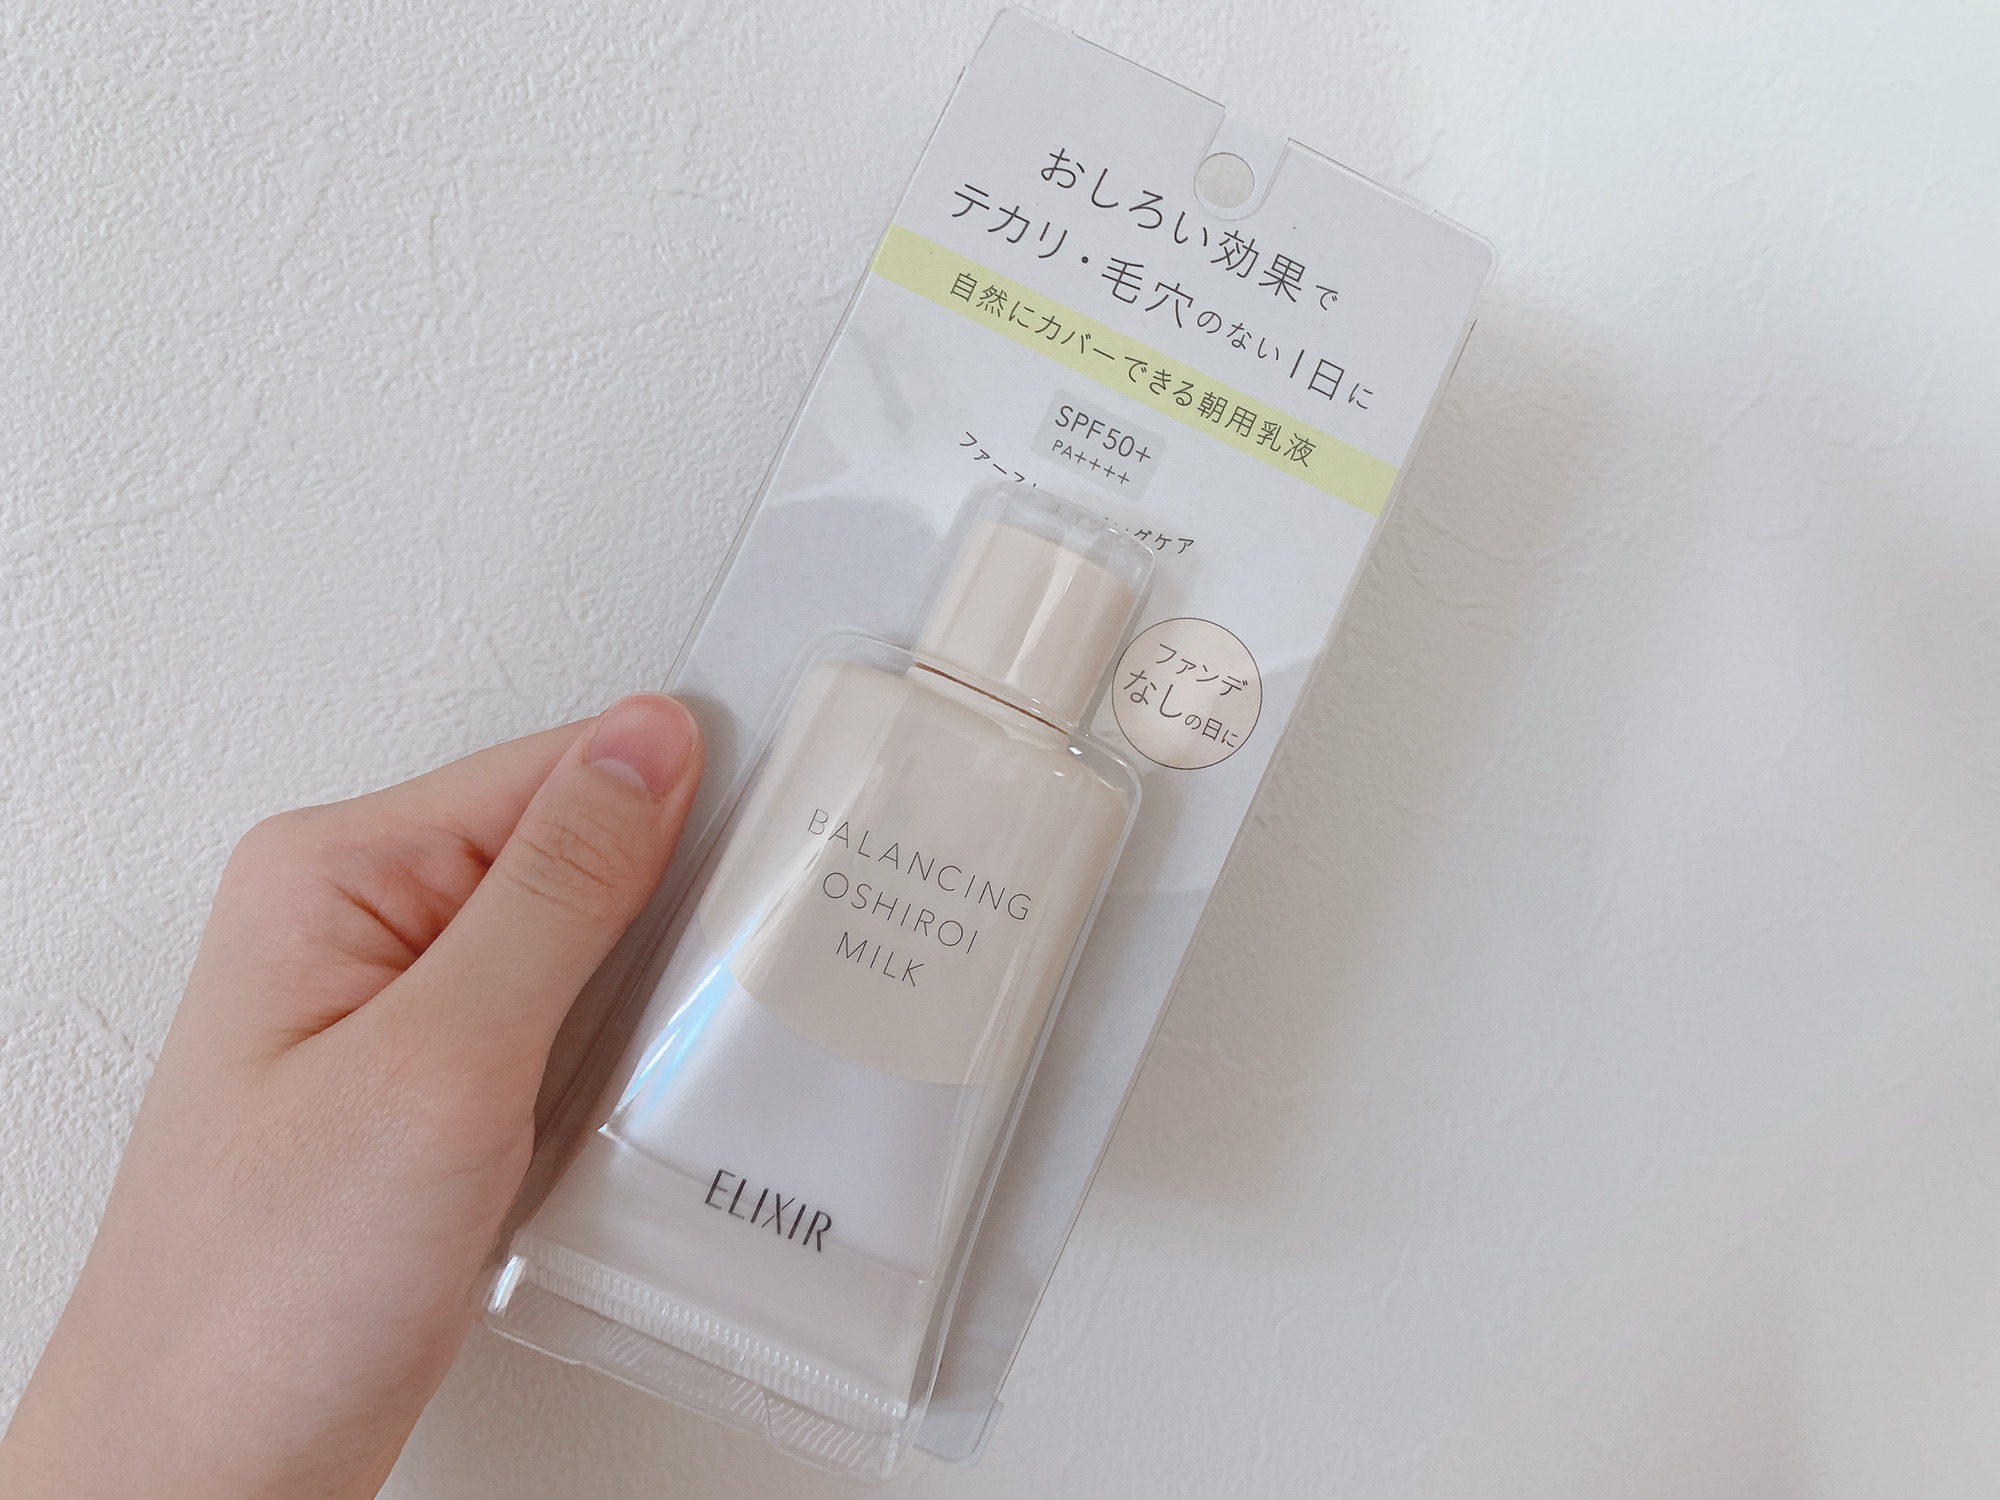 おしろい効果で
テカリ・毛穴のない1日に
自然にカバーできる朝用乳液
SPF50+
PA++++
ファンデ
なしの日に
BALANCING
OSHIROI
MILK
ELIXIR